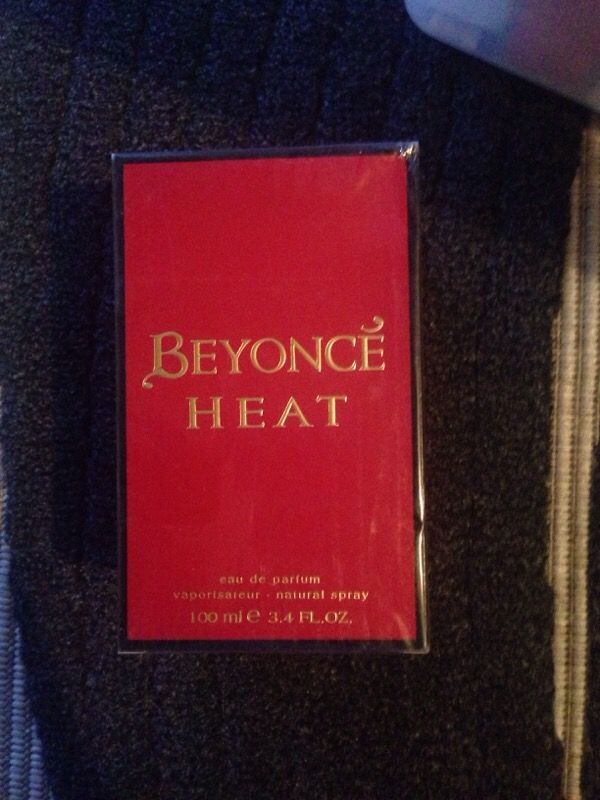 BEYONCÉ
HEAT
eau de parfum
vaporisateur · natural spray
100 ml ℮ 3.4 FL.OZ.